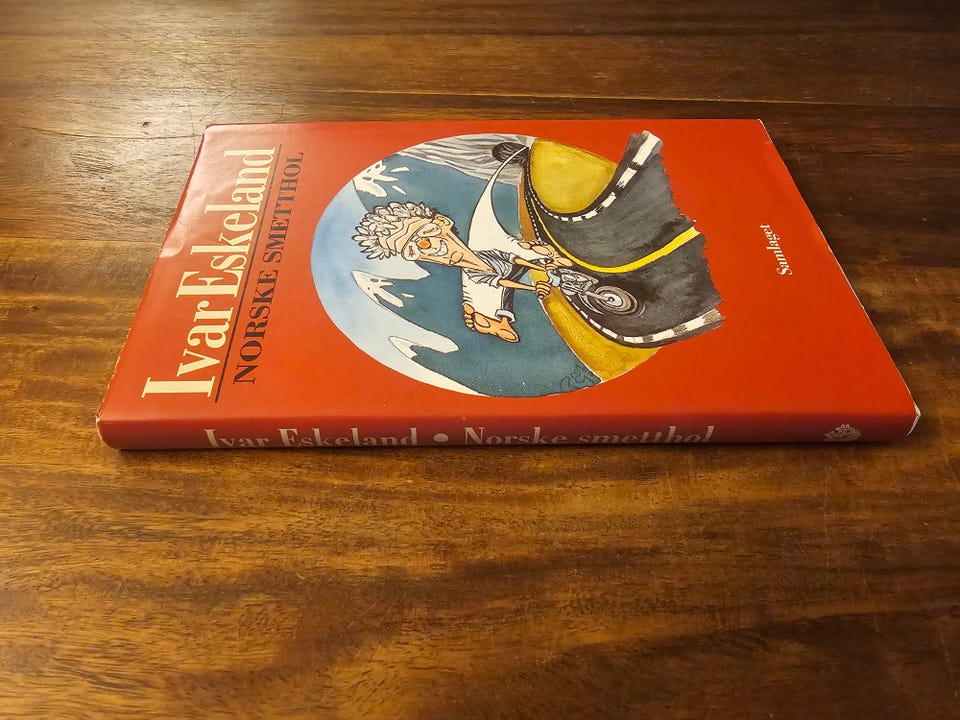 Ivar Eskeland
NORSKE SMETTHOL
Samlaget
Ivar Eskeland • Norske smetthol